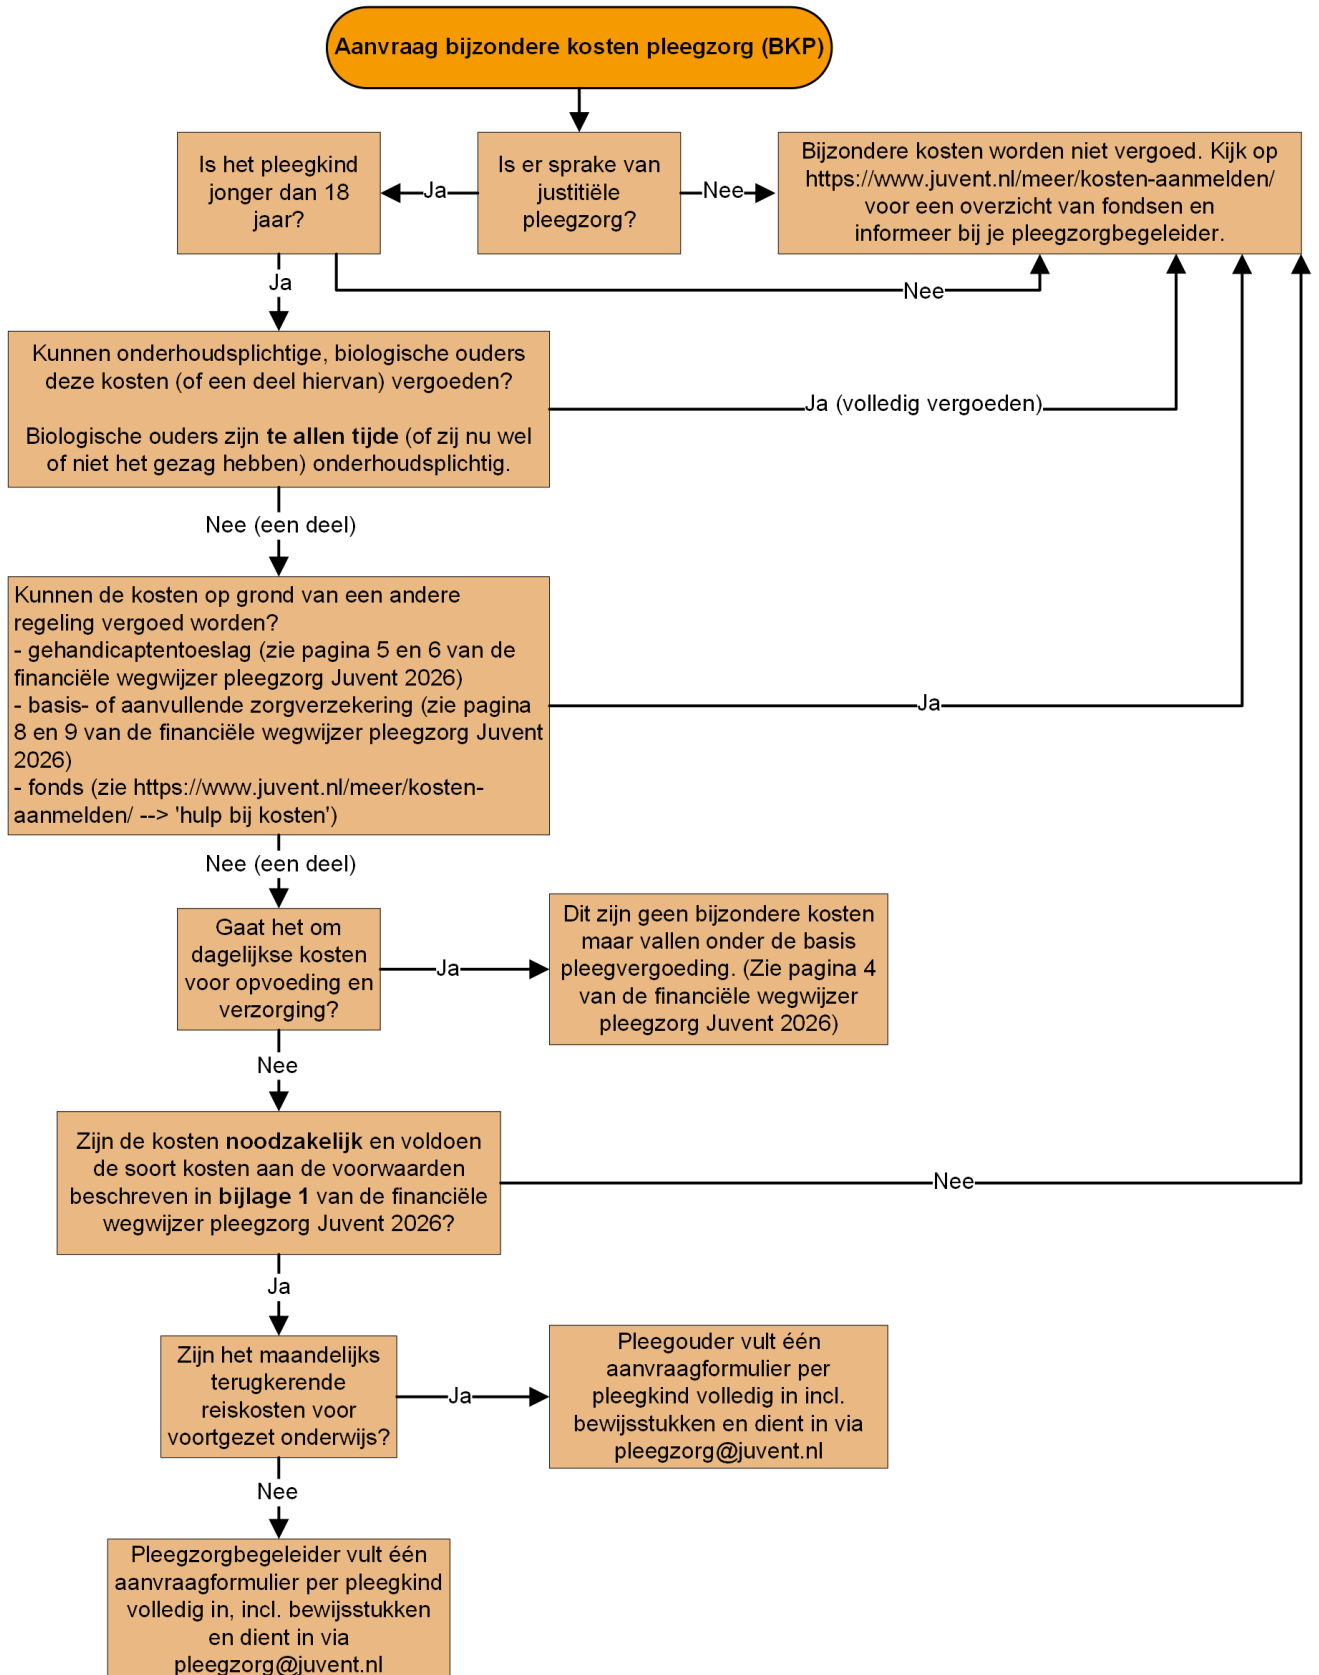 Aanvraag bijzondere kosten pleegzorg (BKP)
Is het pleegkind
jonger dan 18
jaar?
Ja
Is er sprake van
justitiële
pleegzorg?
Nee
Bijzondere kosten worden niet vergoed. Kijk op
https://www.juvent.nl/meer/kosten-aanmelden/
voor een overzicht van fondsen en
informeer bij je pleegzorgbegeleider.
Ja
Nee
Kunnen onderhoudsplichtige, biologische ouders
deze kosten (of een deel hiervan) vergoeden?
Biologische ouders zijn te allen tijde (of zij nu wel
of niet het gezag hebben) onderhoudsplichtig.
Ja (volledig vergoeden)
Nee (een deel)
Kunnen de kosten op grond van een andere
regeling vergoed worden?
- gehandicaptentoeslag (zie pagina 5 en 6 van de
financiële wegwijzer pleegzorg Juvent 2026)
- basis- of aanvullende zorgverzekering (zie pagina
8 en 9 van de financiële wegwijzer pleegzorg Juvent
2026)
- fonds (zie https://www.juvent.nl/meer/kosten-
aanmelden/ --> 'hulp bij kosten')
Ja
Nee (een deel)
Gaat het om
dagelijkse kosten
voor opvoeding en
verzorging?
Ja
Dit zijn geen bijzondere kosten
maar vallen onder de basis
pleegvergoeding. (Zie pagina 4
van de financiële wegwijzer
pleegzorg Juvent 2026)
Nee
Zijn de kosten noodzakelijk en voldoen
de soort kosten aan de voorwaarden
beschreven in bijlage 1 van de financiële
wegwijzer pleegzorg Juvent 2026?
Nee
Ja
Zijn het maandelijks
terugkerende
reiskosten voor
voortgezet onderwijs?
Ja
Pleegouder vult één
aanvraagformulier per
pleegkind volledig in incl.
bewijsstukken en dient in via
pleegzorg@juvent.nl
Nee
Pleegzorgbegeleider vult één
aanvraagformulier per pleegkind
volledig in, incl. bewijsstukken
en dient in via
pleegzorg@juvent.nl